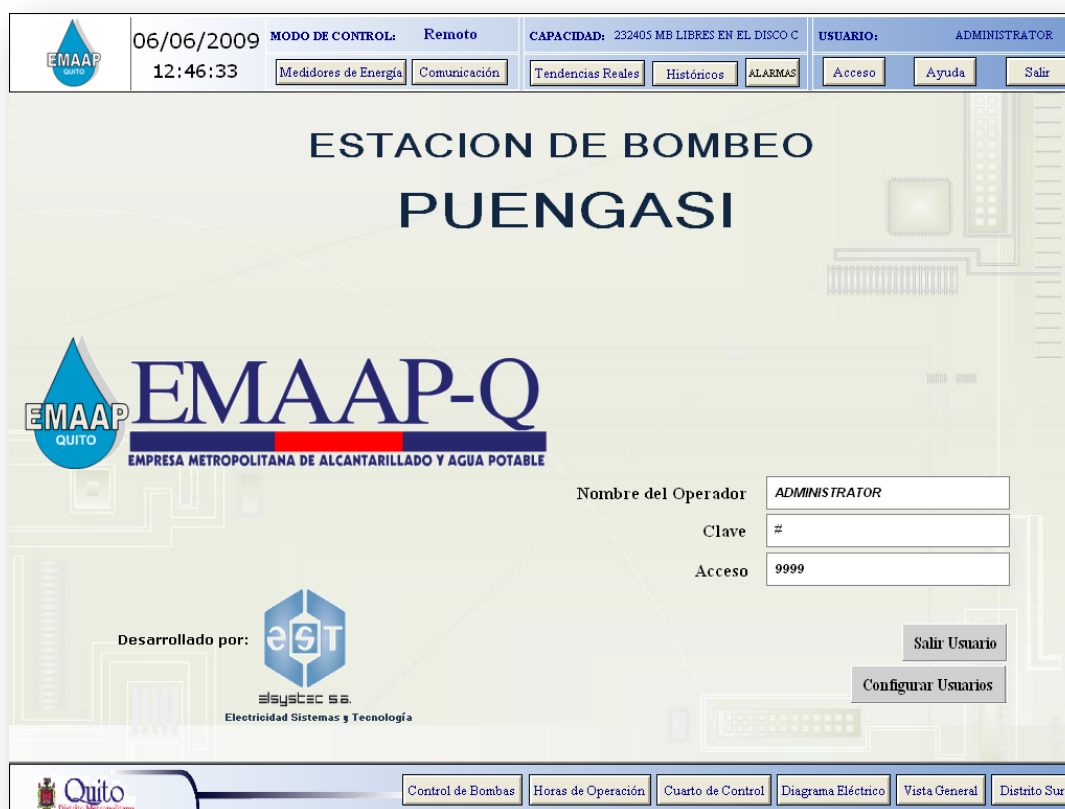 EMAAP
QUITO
06/06/2009
12:46:33
MODO DE CONTROL: Remoto
Medidores de Energía Comunicación
CAPACIDAD: 232405 MB LIBRES EN EL DISCO C
Tendencias Reales Históricos ALARMAS
USUARIO: ADMINISTRATOR
Acceso Ayuda Salir
ESTACION DE BOMBEO
PUENGASI
EMAAP
QUITO
EMAAP-Q
EMPRESA METROPOLITANA DE ALCANTARILLADO Y AGUA POTABLE
Nombre del Operador ADMINISTRATOR
Clave #
Acceso 9999
Desarrollado por:
esT
elsystec s.a.
Electricidad Sistemas y Tecnología
Salir Usuario
Configurar Usuarios
Quito
Distrito Metropolitano
Control de Bombas Horas de Operación Cuarto de Control Diagrama Eléctrico Vista General Distrito Sur